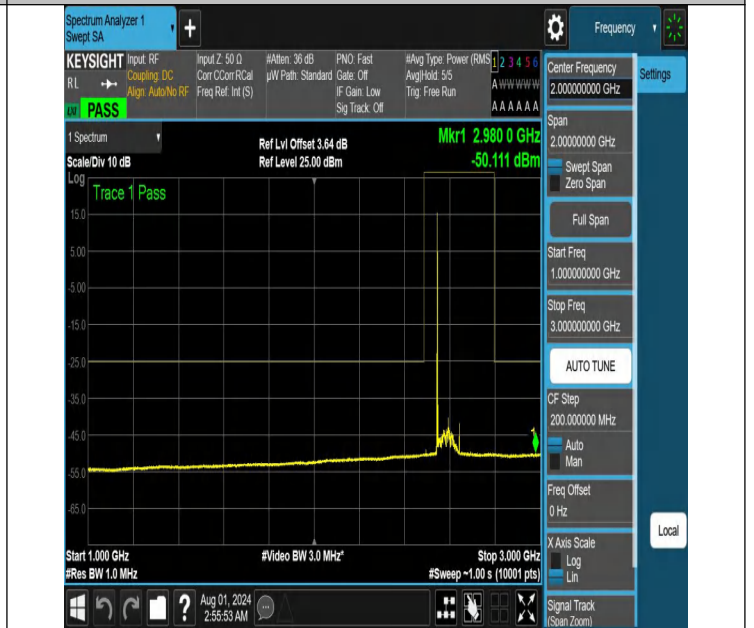 Spectrum Analyzer 1
Swept SA
Frequency
KEYSIGHT
RL
PASS
Input: RF
Coupling: DC
Align: Auto/No RF
Input Z: 50 Ω
Corr CCorr RCal
Freq Ref: Int (S)
#Atten: 36 dB
µW Path: Standard
PNO: Fast
Gate: Off
IF Gain: Low
Sig Track: Off
#Avg Type: Power (RMS
Avg|Hold: 5/5
Trig: Free Run
1 2 3 4 5 6
A W W W W W
A A A A A A
1 Spectrum
Scale/Div 10 dB
Ref Lvl Offset 3.64 dB
Ref Level 25.00 dBm
Mkr1 2.980 0 GHz
-50.111 dBm
Log
Trace 1 Pass
15.0
5.00
-5.00
-15.0
-25.0
-35.0
-45.0
-55.0
-65.0
1
Start 1.000 GHz
#Res BW 1.0 MHz
#Video BW 3.0 MHz*
Stop 3.000 GHz
#Sweep ~1.00 s (10001 pts)
Center Frequency
2.000000000 GHz
Settings
Span
2.00000000 GHz
Swept Span
Zero Span
Full Span
Start Freq
1.000000000 GHz
Stop Freq
3.000000000 GHz
AUTO TUNE
CF Step
200.000000 MHz
Auto
Man
Freq Offset
0 Hz
X Axis Scale
Log
Lin
Local
Signal Track
(Span Zoom)
?
Aug 01, 2024
2:55:53 AM